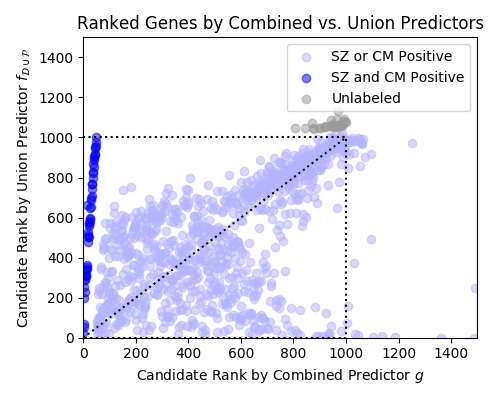 Ranked Genes by Combined vs. Union Predictors
SZ or CM Positive
SZ and CM Positive
Unlabeled
Candidate Rank by Union Predictor f_{𝒟∪𝒫}
1400
1200
1000
800
600
400
200
0
0 200 400 600 800 1000 1200 1400
Candidate Rank by Combined Predictor g